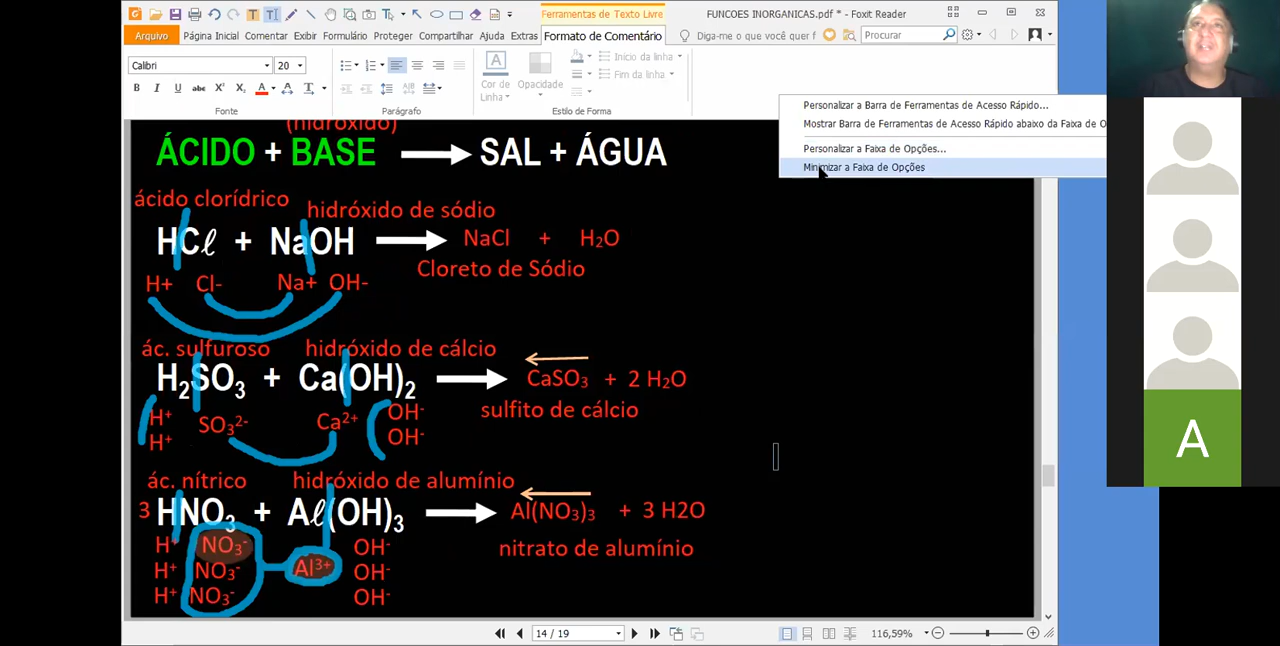 Ferramentas de Texto Livre
FUNCOES INORGANICAS.pdf * - Foxit Reader
Arquivo Página Inicial Comentar Exibir Formulário Proteger Compartilhar Ajuda Extras Formato de Comentário Diga-me o que você quer f Procurar
Calibri 20
Cor de Linha Opacidade
Início da linha
Fim da linha
Fonte Parágrafo Estilo de Forma
Personalizar a Barra de Ferramentas de Acesso Rápido...
Mostrar Barra de Ferramentas de Acesso Rápido abaixo da Faixa de O
Personalizar a Faixa de Opções...
Minimizar a Faixa de Opções
(hidróxido)
ÁCIDO + BASE SAL + ÁGUA
ácido clorídrico hidróxido de sódio
HCℓ + NaOH NaCl + H₂O
Cloreto de Sódio
H+ Cl- Na+ OH-
ác. sulfuroso hidróxido de cálcio
H₂SO₃ + Ca(OH)₂ CaSO₃ + 2 H₂O
sulfito de cálcio
H⁺ SO₃²⁻ Ca²⁺ OH⁻
H⁺ OH⁻
ác. nítrico hidróxido de alumínio
3 HNO₃ + Aℓ(OH)₃ Al(NO₃)₃ + 3 H2O
nitrato de alumínio
H⁺ NO₃⁻ Al³⁺ OH⁻
H⁺ NO₃⁻ OH⁻
H⁺ NO₃⁻ OH⁻
14 / 19 116,59%
A